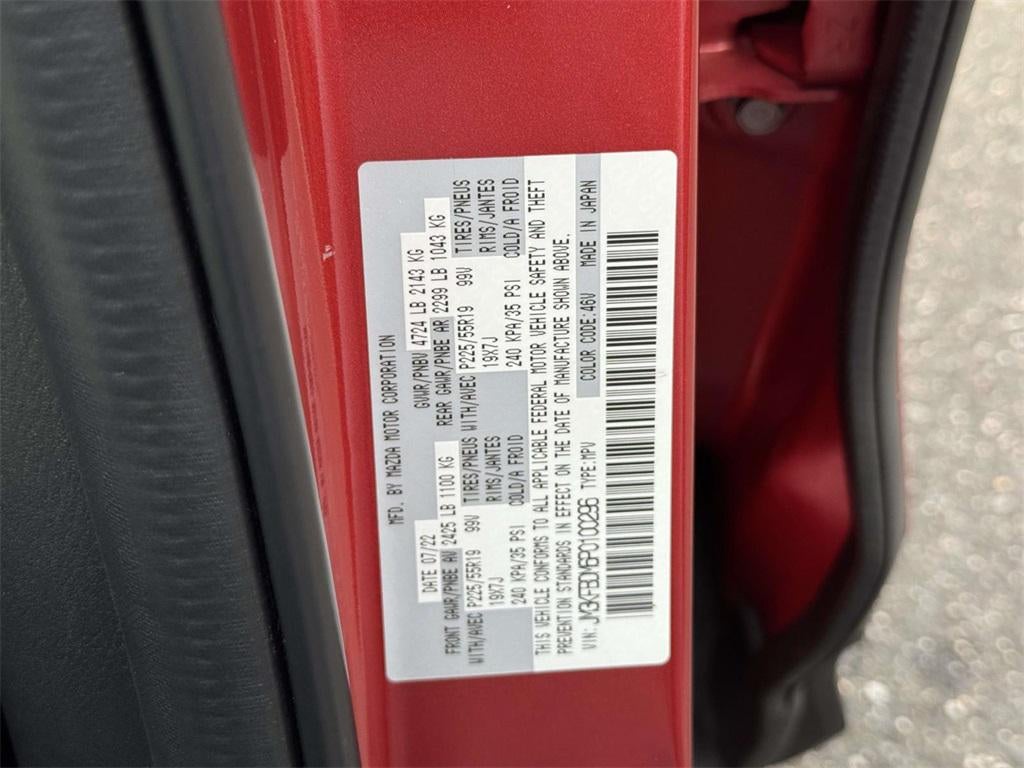 MFD. BY MAZDA MOTOR CORPORATION
DATE 07/22 GVWR/PNBV 4724 LB 2143 KG
FRONT GAWR/PNBE AV 2425 LB 1100 KG REAR GAWR/PNBE AR 2299 LB 1043 KG
WITH/AVEC P225/55R19 99V TIRES/PNEUS WITH/AVEC P225/55R19 99V TIRES/PNEUS
19X7J RIMS/JANTES 19X7J RIMS/JANTES
240 KPA/35 PSI COLD/A FROID 240 KPA/35 PSI COLD/A FROID
THIS VEHICLE CONFORMS TO ALL APPLICABLE FEDERAL MOTOR VEHICLE SAFETY AND THEFT
PREVENTION STANDARDS IN EFFECT ON THE DATE OF MANUFACTURE SHOWN ABOVE.
VIN: JM3KFBDM6P0100296 TYPE:MPV COLOR CODE:46V MADE IN JAPAN